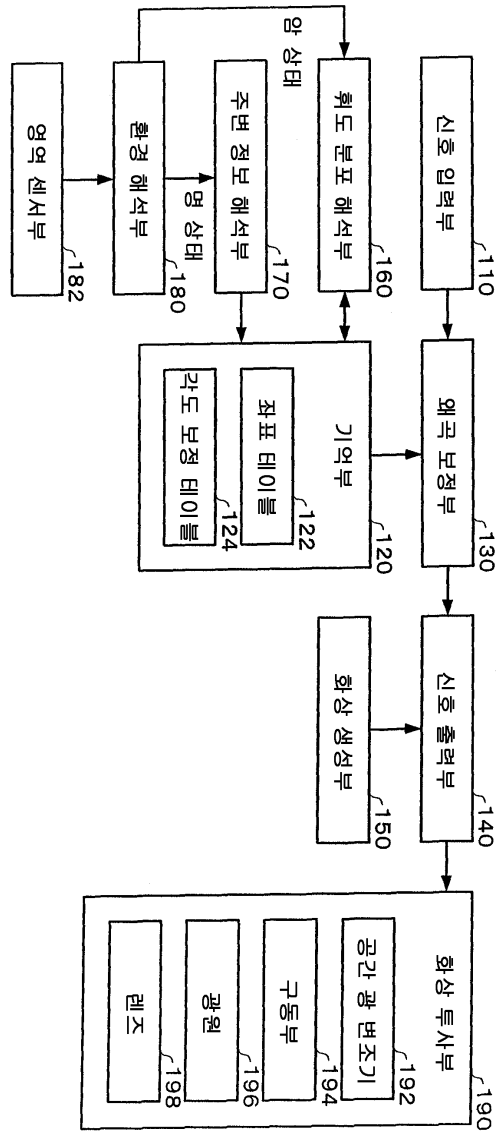 신호 입력부
110
왜곡 보정부
130
신호 출력부
140
화상 투사부
190
공간 광 변조기
192
구동부
194
광원
196
렌즈
198
휘도 분포 해석부
160
기억부
120
좌표 테이블
122
각도 보정 테이블
124
화상 생성부
150
암 상태
주변 정보 해석부
170
명 상태
환경 해석부
180
영역 센서부
182